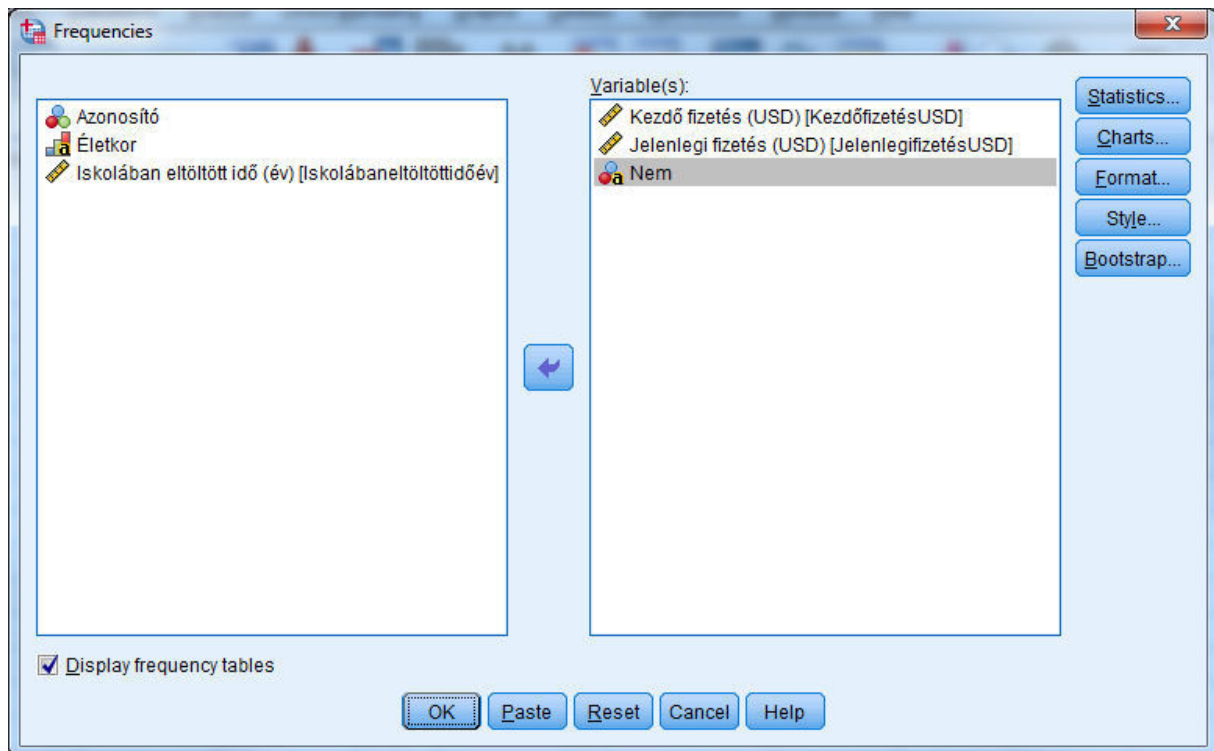 Frequencies
Azonosító
Életkor
Iskolában eltöltött idő (év) [Iskolábaneltöltöttidőév]
Variable(s):
Kezdő fizetés (USD) [KezdőfizetésUSD]
Jelenlegi fizetés (USD) [JelenlegifizetésUSD]
Nem
Statistics...
Charts...
Format...
Style...
Bootstrap...
Display frequency tables
OK Paste Reset Cancel Help